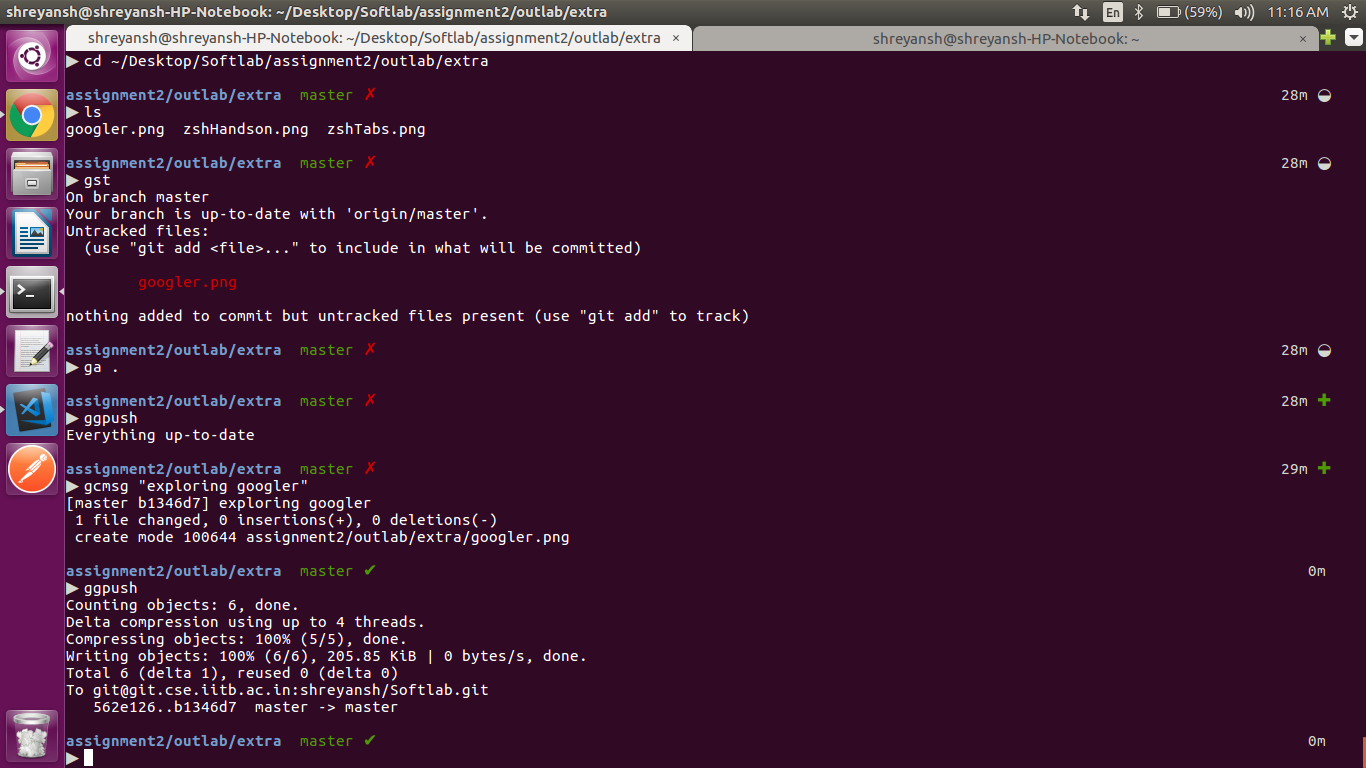 shreyansh@shreyansh-HP-Notebook: ~/Desktop/Softlab/assignment2/outlab/extra En (59%) 11:16 AM
shreyansh@shreyansh-HP-Notebook: ~/Desktop/Softlab/assignment2/outlab/extra × shreyansh@shreyansh-HP-Notebook: ~ ×
▶ cd ~/Desktop/Softlab/assignment2/outlab/extra
assignment2/outlab/extra master ✗ 28m
▶ ls
googler.png zshHandson.png zshTabs.png
assignment2/outlab/extra master ✗ 28m
▶ gst
On branch master
Your branch is up-to-date with 'origin/master'.
Untracked files:
(use "git add <file>..." to include in what will be committed)
googler.png
nothing added to commit but untracked files present (use "git add" to track)
assignment2/outlab/extra master ✗ 28m
▶ ga .
assignment2/outlab/extra master ✗ 28m ✚
▶ ggpush
Everything up-to-date
assignment2/outlab/extra master ✗ 29m ✚
▶ gcmsg "exploring googler"
[master b1346d7] exploring googler
1 file changed, 0 insertions(+), 0 deletions(-)
create mode 100644 assignment2/outlab/extra/googler.png
assignment2/outlab/extra master ✔ 0m
▶ ggpush
Counting objects: 6, done.
Delta compression using up to 4 threads.
Compressing objects: 100% (5/5), done.
Writing objects: 100% (6/6), 205.85 KiB | 0 bytes/s, done.
Total 6 (delta 1), reused 0 (delta 0)
To git@git.cse.iitb.ac.in:shreyansh/Softlab.git
562e126..b1346d7 master -> master
assignment2/outlab/extra master ✔ 0m
▶